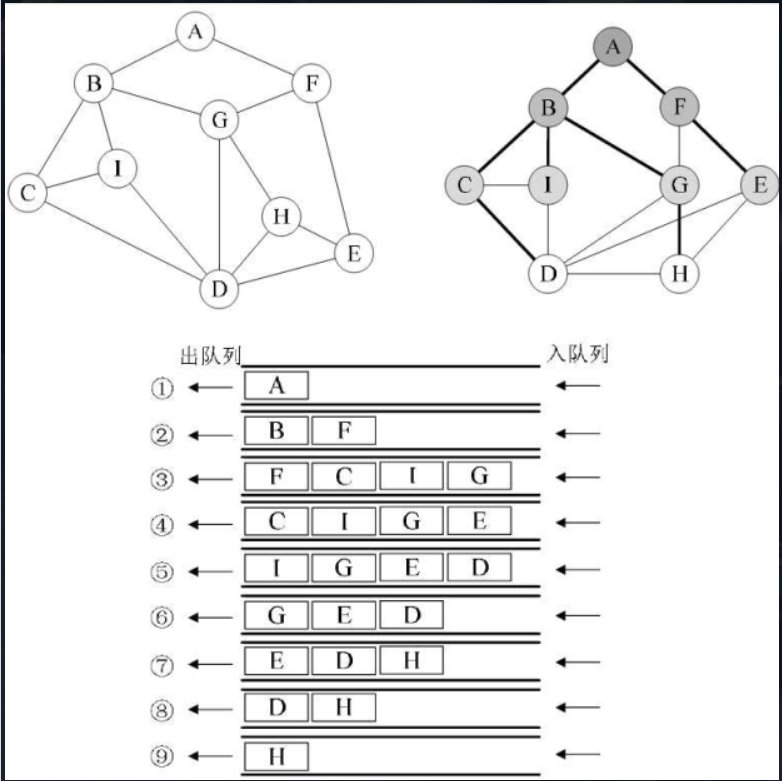 A
B
F
G
I
C
H
E
D
A
B
F
C
I
G
E
D
H
出队列 入队列
① A
② B F
③ F C I G
④ C I G E
⑤ I G E D
⑥ G E D
⑦ E D H
⑧ D H
⑨ H